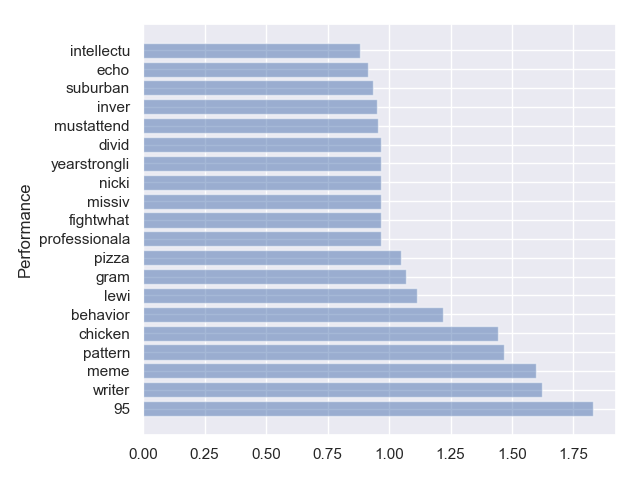 intellectu
echo
suburban
inver
mustattend
divid
yearstrongli
nicki
missiv
fightwhat
professionala
pizza
gram
lewi
behavior
chicken
pattern
meme
writer
95
Performance
0.00 0.25 0.50 0.75 1.00 1.25 1.50 1.75